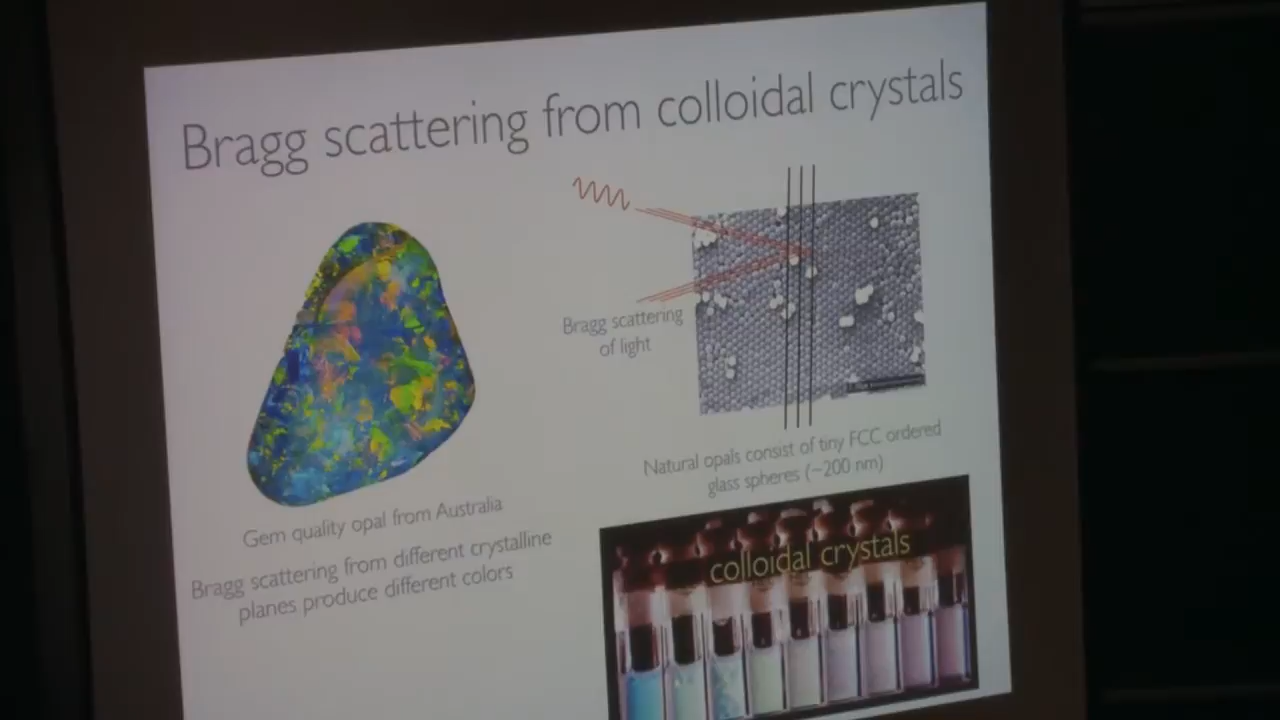 Bragg scattering from colloidal crystals
Bragg scattering
of light
Natural opals consist of tiny FCC ordered
glass spheres (~200 nm)
Gem quality opal from Australia
Bragg scattering from different crystalline
planes produce different colors
colloidal crystals